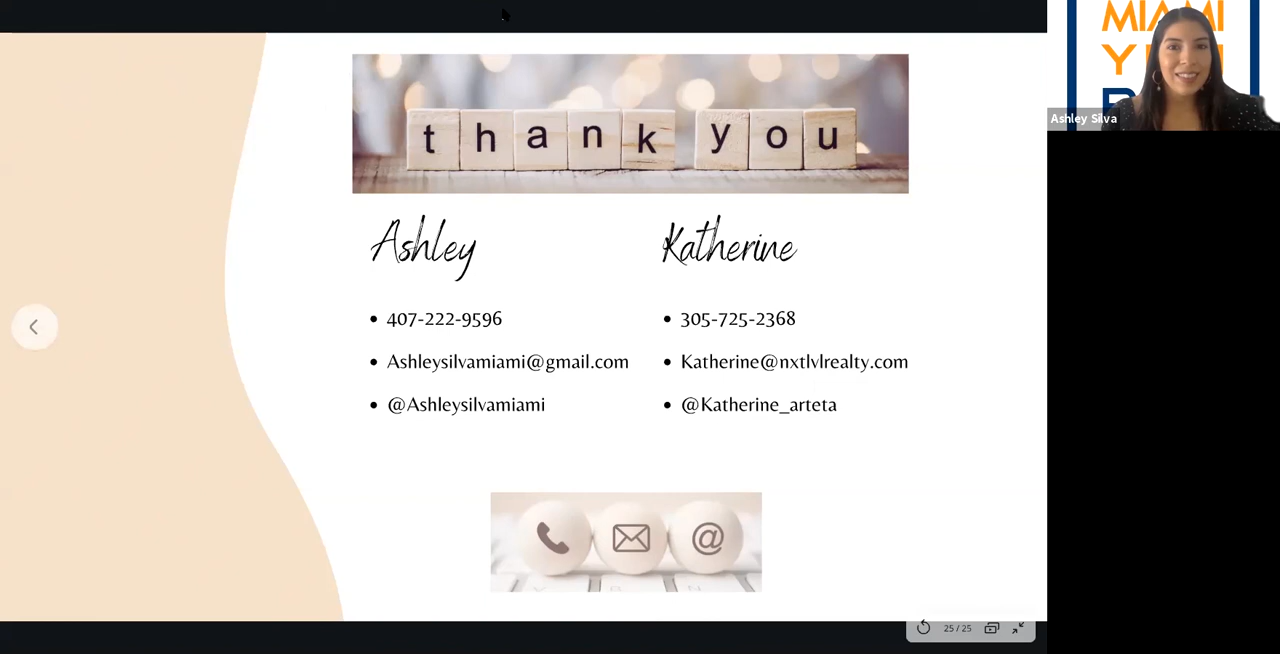 thank you
Ashley
407-222-9596
Ashleysilvamiami@gmail.com
@Ashleysilvamiami
Katherine
305-725-2368
Katherine@nxtlvlrealty.com
@Katherine_arteta
@
25 / 25
MIAMI
Ashley Silva